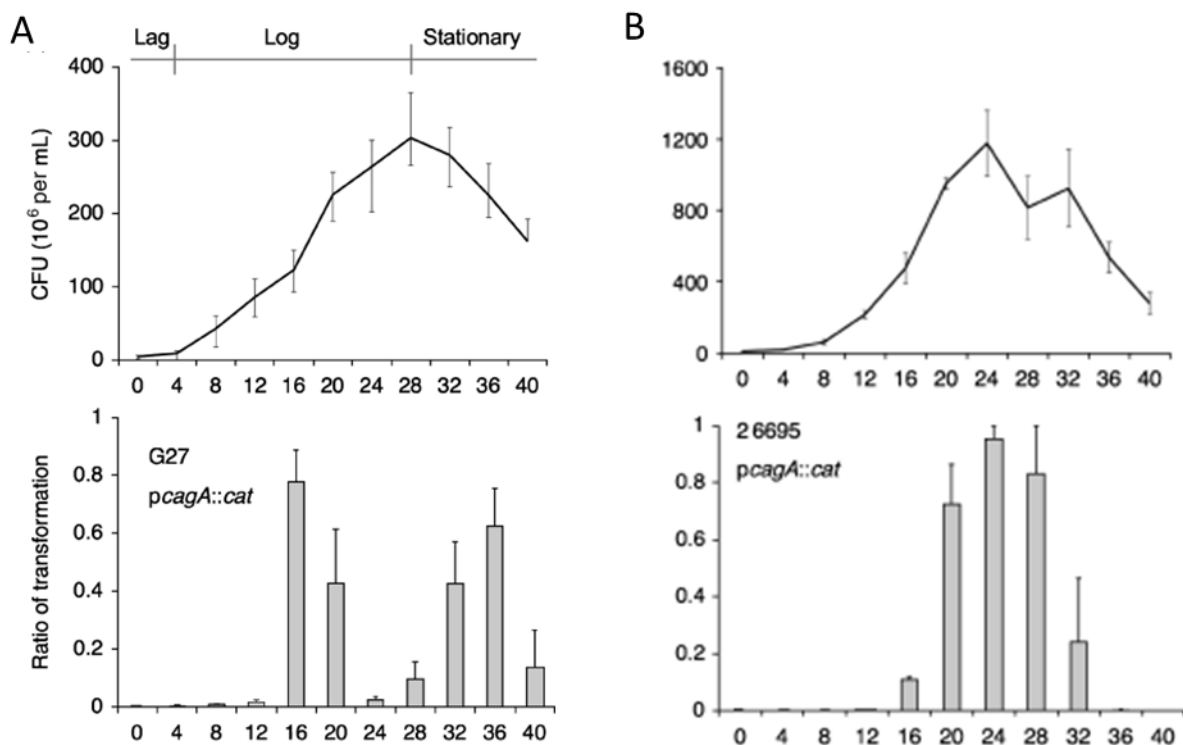 A
Lag Log Stationary
CFU (10⁶ per mL)
400
300
200
100
0
0 4 8 12 16 20 24 28 32 36 40
Ratio of transformation
1
0.8
0.6
0.4
0.2
0
G27
pcagA::cat
0 4 8 12 16 20 24 28 32 36 40
B
1600
1200
800
400
0
0 4 8 12 16 20 24 28 32 36 40
1
0.8
0.6
0.4
0.2
0
26695
pcagA::cat
0 4 8 12 16 20 24 28 32 36 40